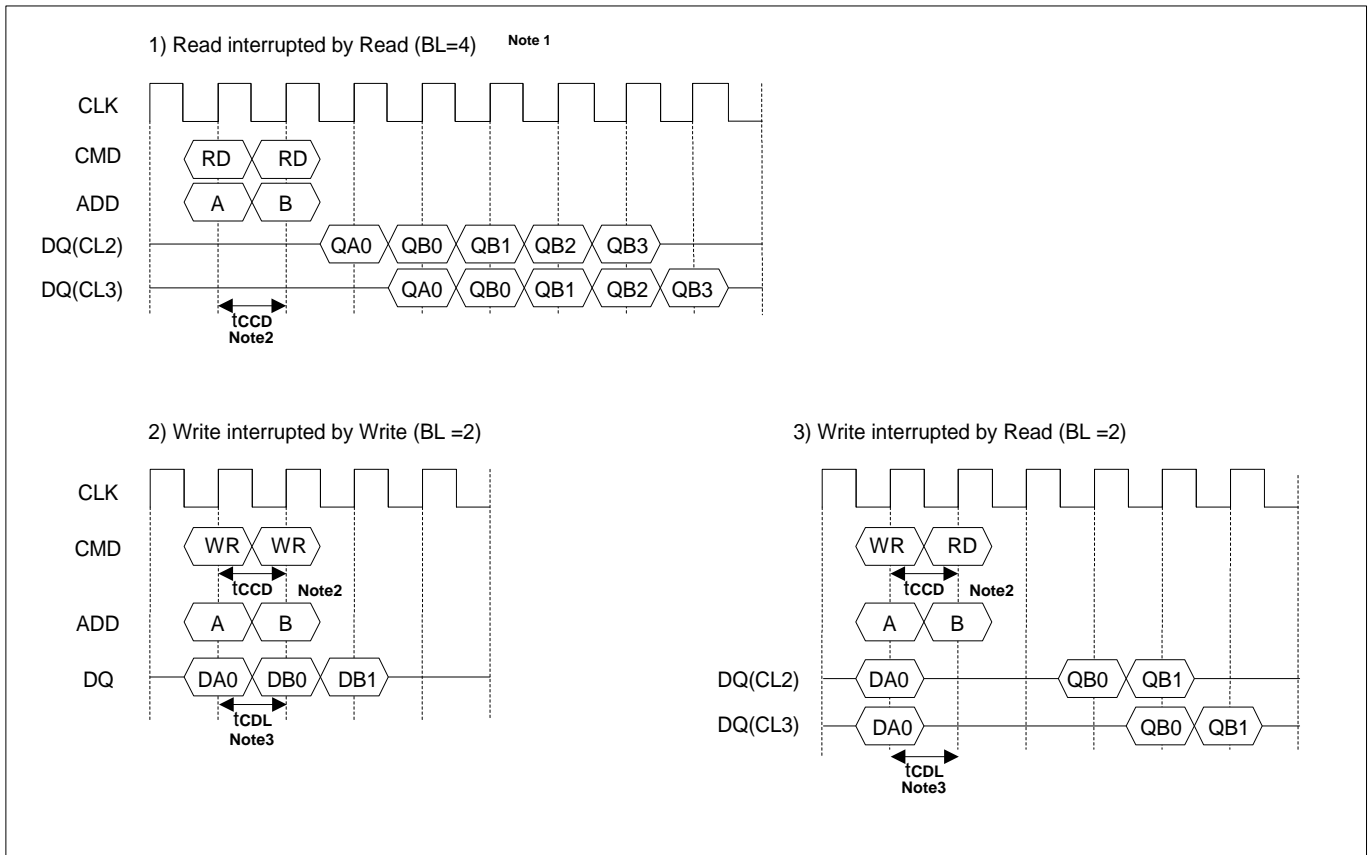 1) Read interrupted by Read (BL=4) Note 1
CLK
CMD RD RD
ADD A B
DQ(CL2) QA0 QB0 QB1 QB2 QB3
DQ(CL3) QA0 QB0 QB1 QB2 QB3
tCCD
Note2
2) Write interrupted by Write (BL =2)
CLK
CMD WR WR
tCCD Note2
ADD A B
DQ DA0 DB0 DB1
tCDL
Note3
3) Write interrupted by Read (BL =2)
WR RD
tCCD Note2
A B
DQ(CL2) DA0 QB0 QB1
DQ(CL3) DA0 QB0 QB1
tCDL
Note3